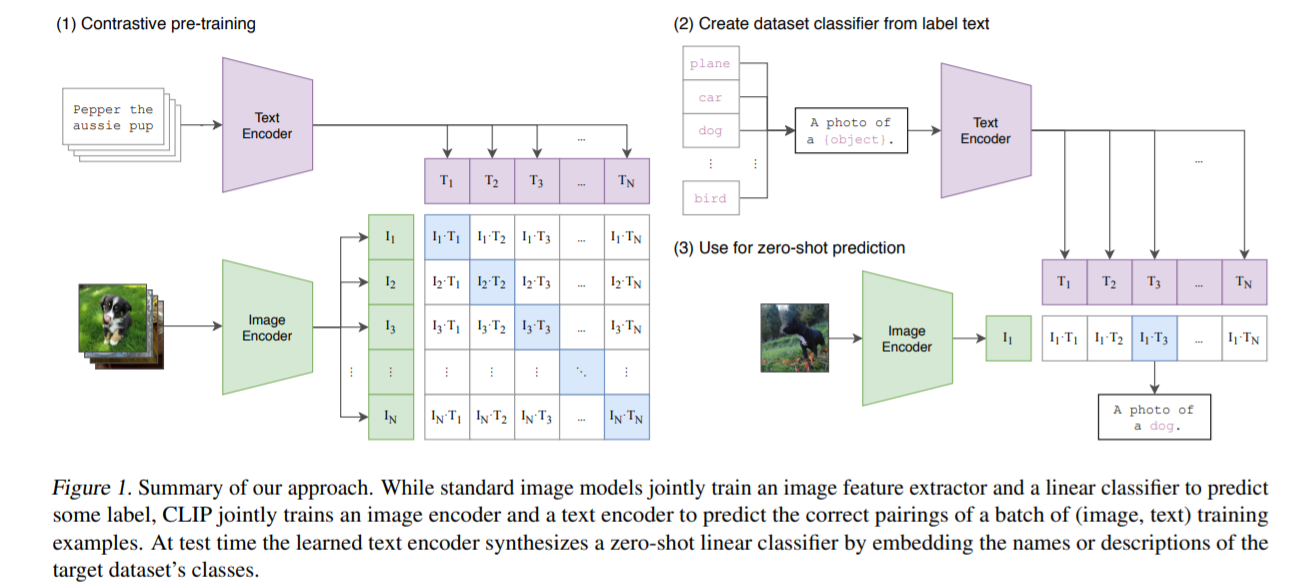 (1) Contrastive pre-training
Pepper the
aussie pup
Text
Encoder
...
T1 T2 T3 ... TN
I1 I1·T1 I1·T2 I1·T3 ... I1·TN
I2 I2·T1 I2·T2 I2·T3 ... I2·TN
I3 I3·T1 I3·T2 I3·T3 ... I3·TN
⋮ ⋮ ⋮ ⋮ ⋮ ⋱ ⋮
IN IN·T1 IN·T2 IN·T3 ... IN·TN
Image
Encoder
(2) Create dataset classifier from label text
plane
car
dog
⋮ ⋮
bird
A photo of
a {object}.
Text
Encoder
...
T1 T2 T3 ... TN
(3) Use for zero-shot prediction
Image
Encoder
I1 I1·T1 I1·T2 I1·T3 ... I1·TN
A photo of
a dog.
Figure 1. Summary of our approach. While standard image models jointly train an image feature extractor and a linear classifier to predict
some label, CLIP jointly trains an image encoder and a text encoder to predict the correct pairings of a batch of (image, text) training
examples. At test time the learned text encoder synthesizes a zero-shot linear classifier by embedding the names or descriptions of the
target dataset's classes.